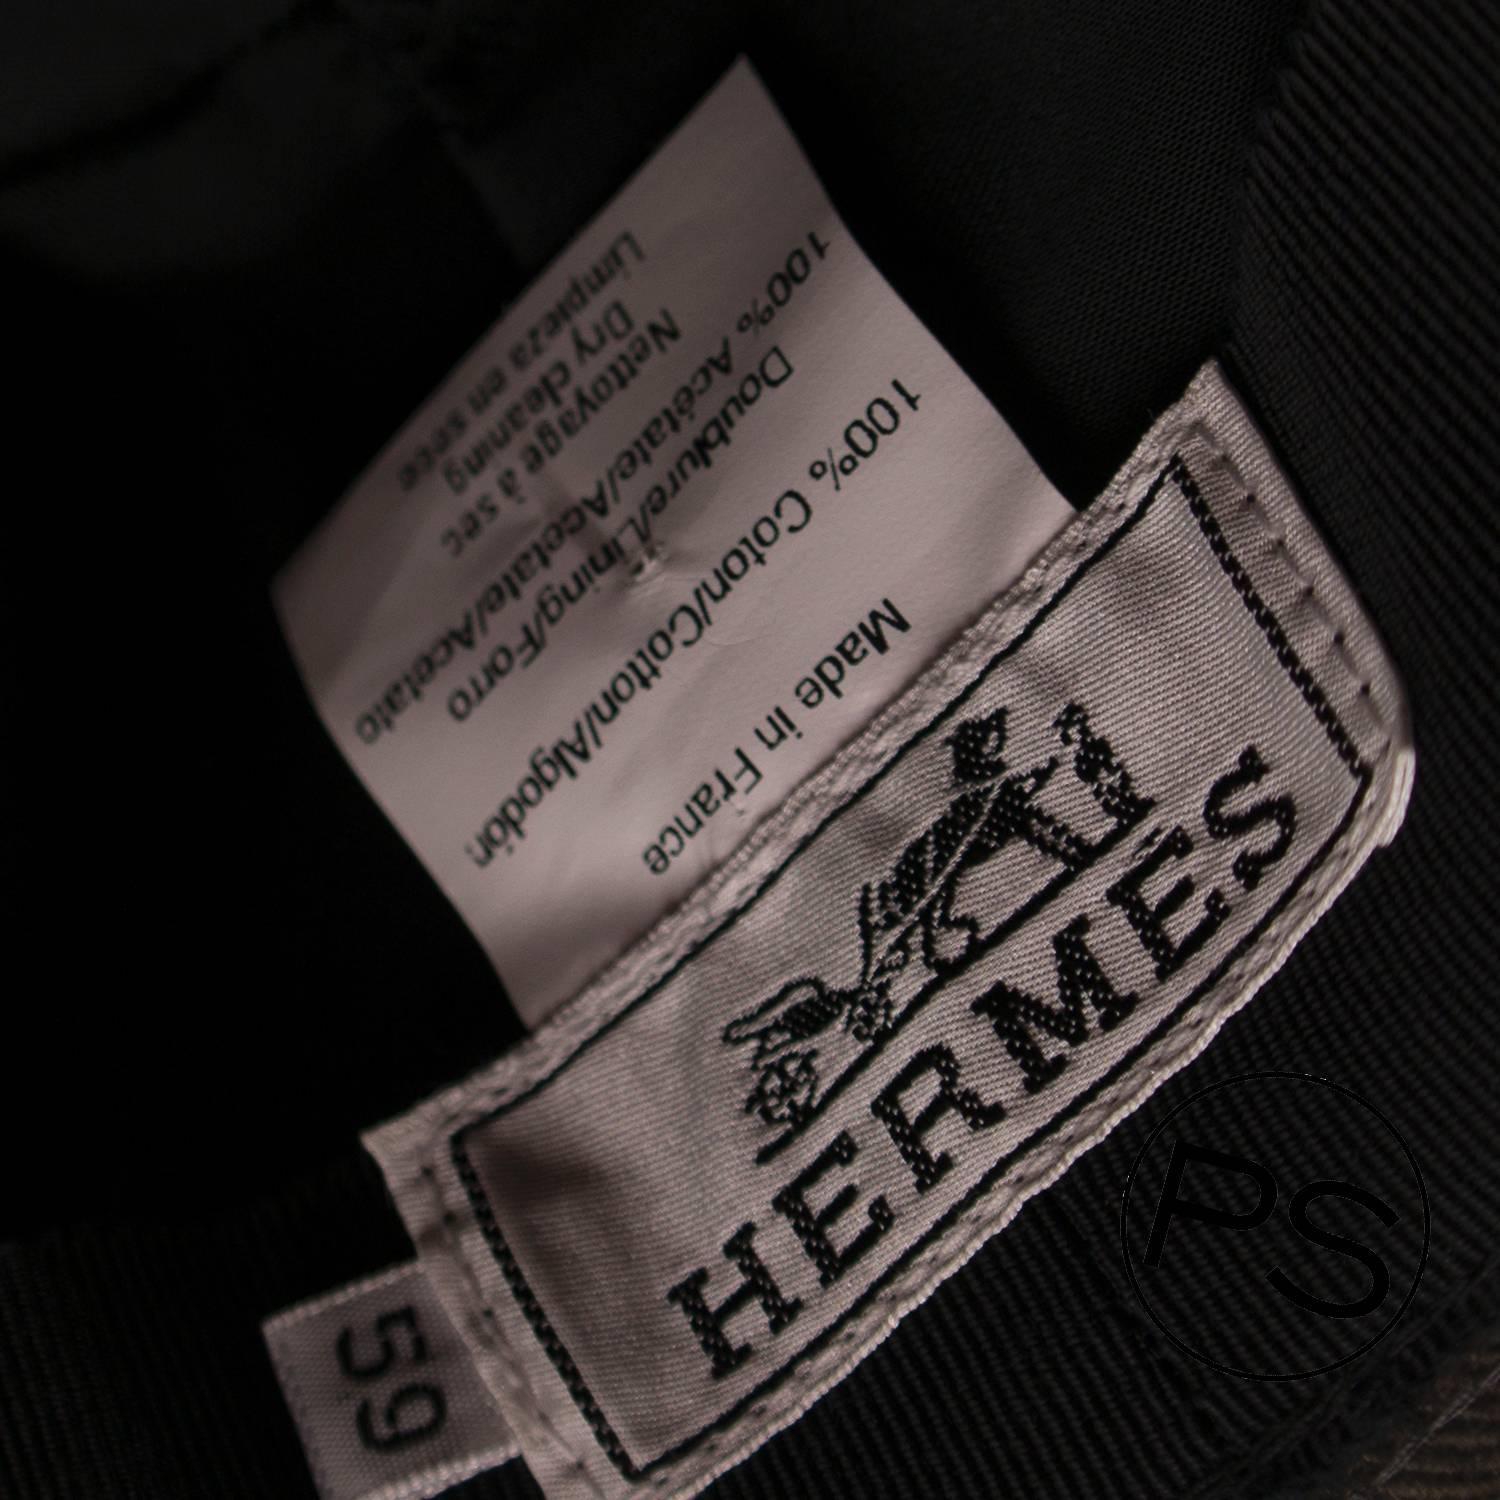 Made in France
100% Coton/Cotton/Algodón
Doublure/Lining/Forro
100% Acétate/Acetate/Acetato
Nettoyage à sec
Dry cleaning
Limpieza en seco
HERMES
59
PS